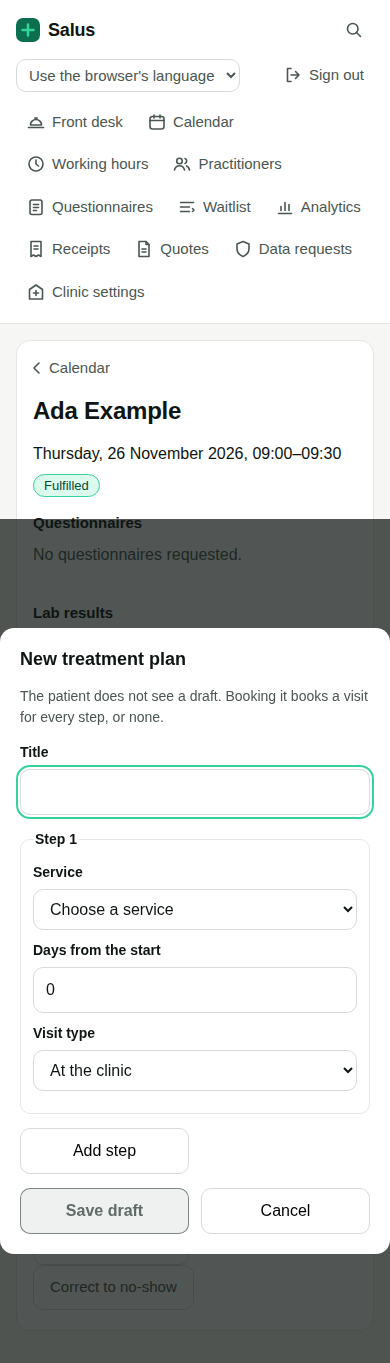 Salus
Use the browser's language
Sign out
Front desk
Calendar
Working hours
Practitioners
Questionnaires
Waitlist
Analytics
Receipts
Quotes
Data requests
Clinic settings
Calendar
Ada Example
Thursday, 26 November 2026, 09:00–09:30
Fulfilled
Questionnaires
No questionnaires requested.
Lab results
New treatment plan
The patient does not see a draft. Booking it books a visit
for every step, or none.
Title
Step 1
Service
Choose a service
Days from the start
0
Visit type
At the clinic
Add step
Save draft
Cancel
Correct to no-show